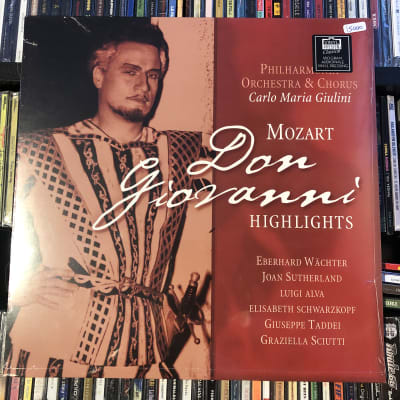 PHILHARMONIA
ORCHESTRA & CHORUS
Carlo Maria Giulini
MOZART
Don
Giovanni
HIGHLIGHTS
EBERHARD WÄCHTER
JOAN SUTHERLAND
LUIGI ALVA
ELISABETH SCHWARZKOPF
GIUSEPPE TADDEI
GRAZIELLA SCIUTTI